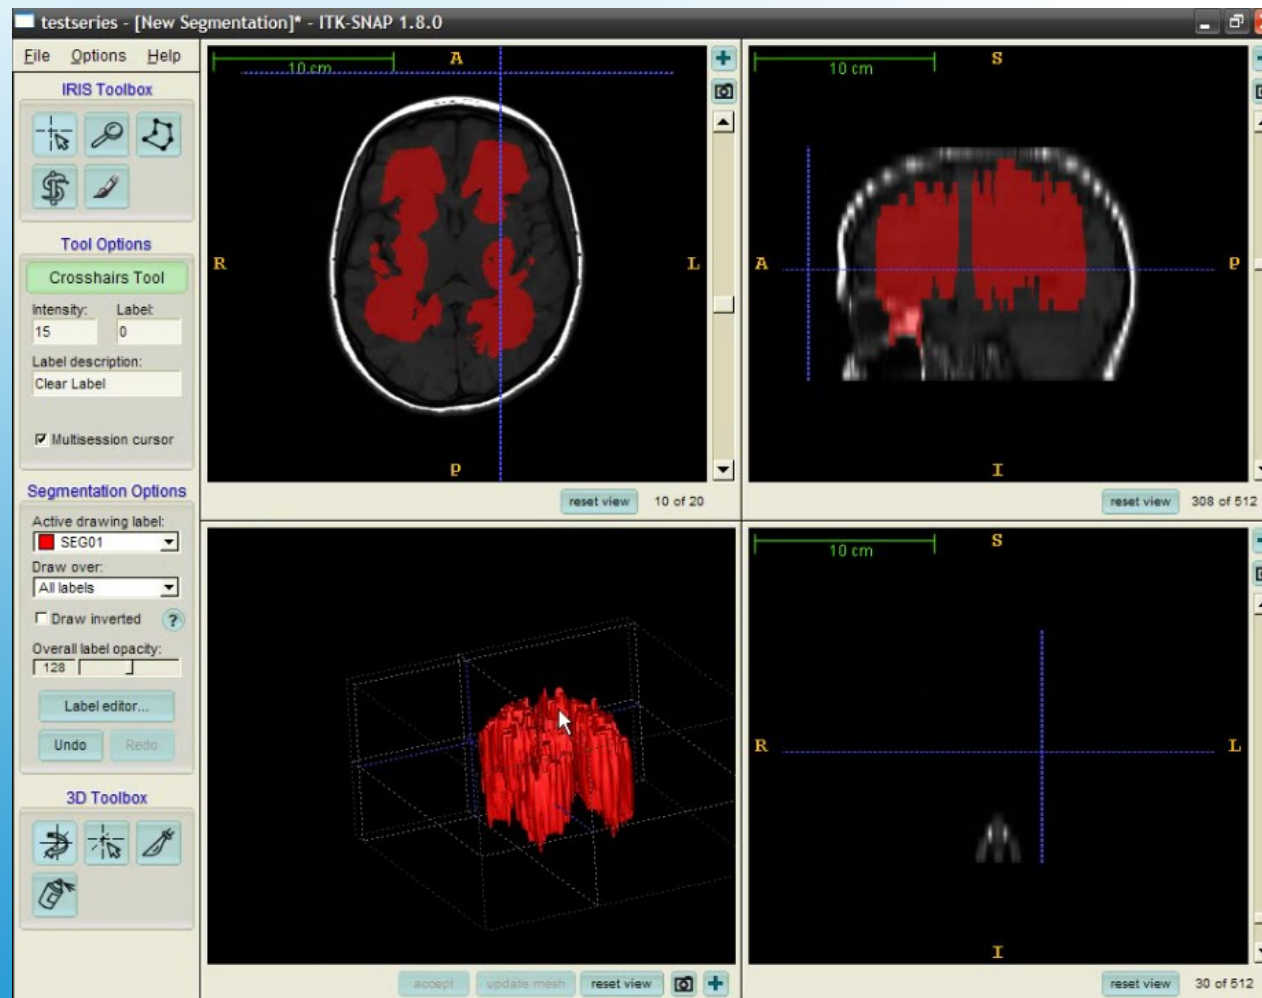 testseries - [New Segmentation]* - ITK-SNAP 1.8.0
File Options Help
IRIS Toolbox
Tool Options
Crosshairs Tool
Intensity: Label:
15 0
Label description:
Clear Label
Multisession cursor
Segmentation Options
Active drawing label:
SEG01
Draw over:
All labels
Draw inverted ?
Overall label opacity:
128
Label editor...
Undo Redo
3D Toolbox
10 cm
A
R
L
P
reset view 10 of 20
10 cm
S
A
P
I
reset view 308 of 512
accept update mesh reset view
10 cm
S
R
L
I
reset view 30 of 512